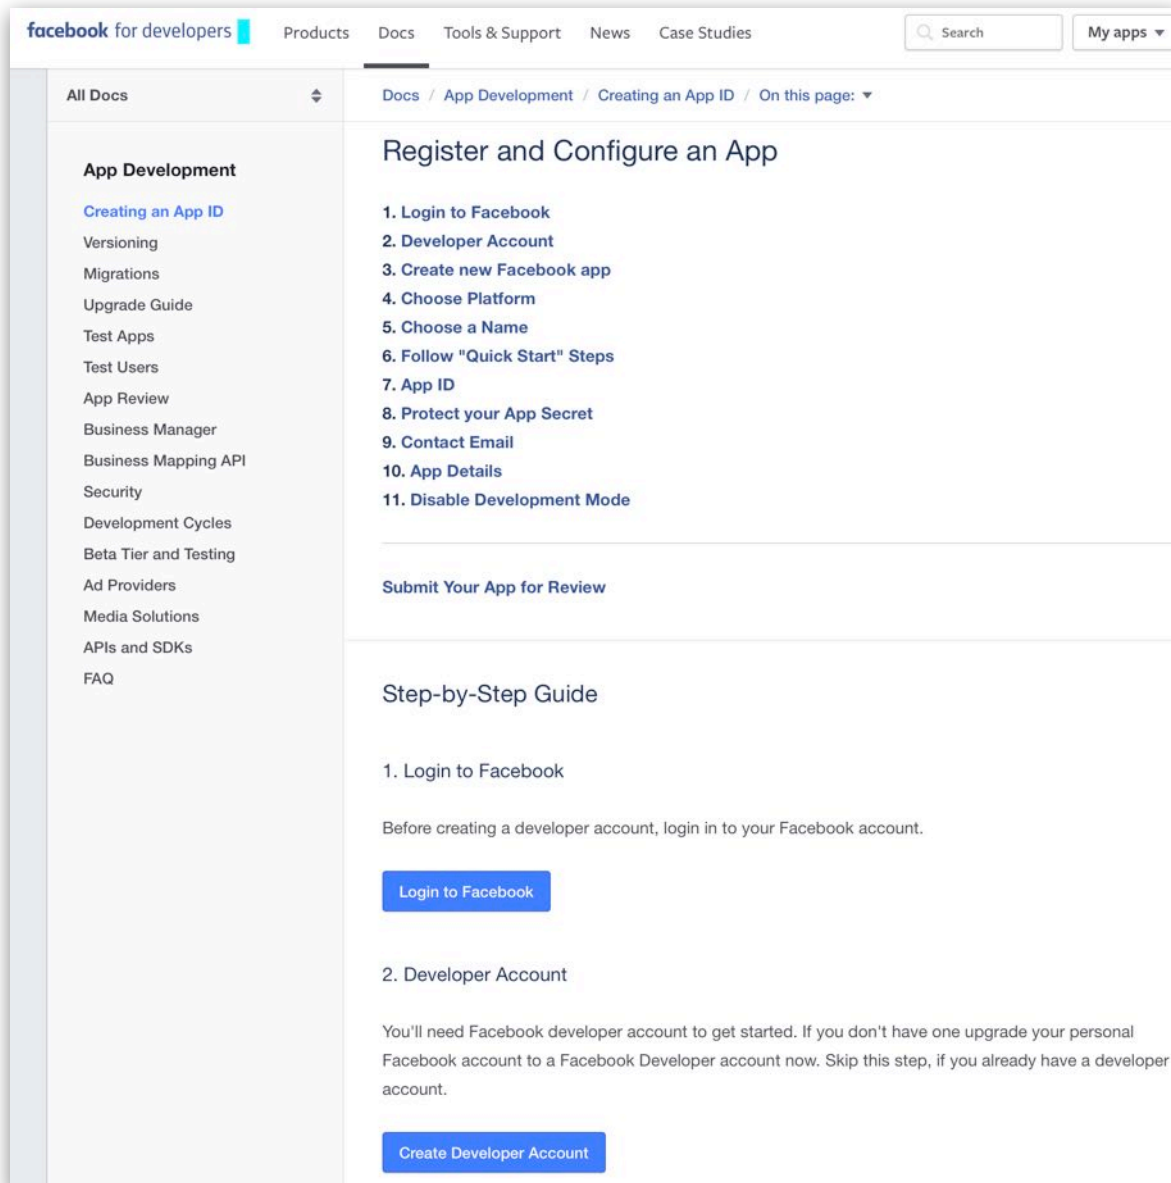 facebook for developers
Products
Docs
Tools & Support
News
Case Studies
Search
My apps
All Docs
Docs / App Development / Creating an App ID / On this page:
App Development
Creating an App ID
Versioning
Migrations
Upgrade Guide
Test Apps
Test Users
App Review
Business Manager
Business Mapping API
Security
Development Cycles
Beta Tier and Testing
Ad Providers
Media Solutions
APIs and SDKs
FAQ
Register and Configure an App
1. Login to Facebook
2. Developer Account
3. Create new Facebook app
4. Choose Platform
5. Choose a Name
6. Follow "Quick Start" Steps
7. App ID
8. Protect your App Secret
9. Contact Email
10. App Details
11. Disable Development Mode
Submit Your App for Review
Step-by-Step Guide
1. Login to Facebook
Before creating a developer account, login in to your Facebook account.
Login to Facebook
2. Developer Account
You'll need Facebook developer account to get started. If you don't have one upgrade your personal
Facebook account to a Facebook Developer account now. Skip this step, if you already have a developer
account.
Create Developer Account